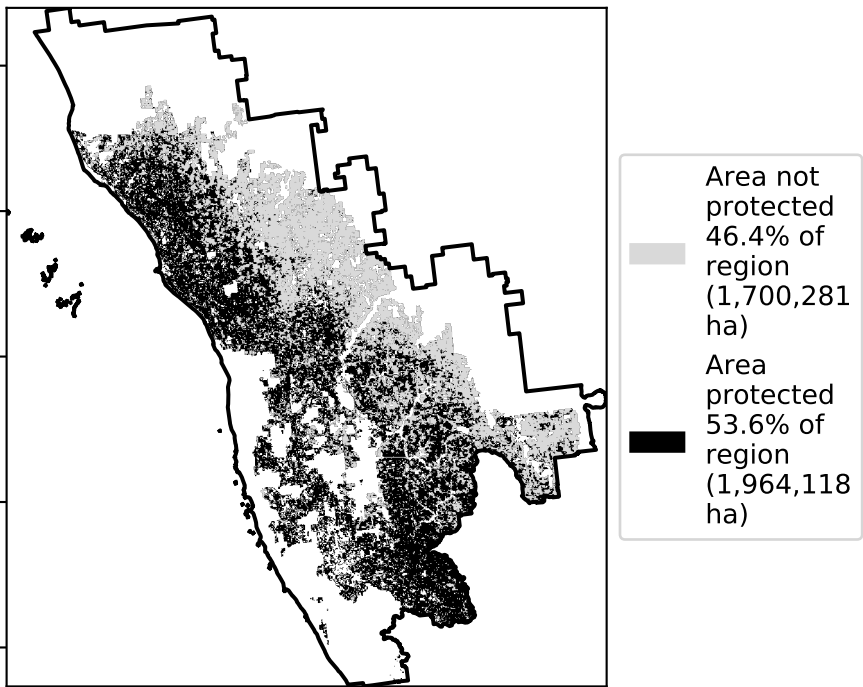 Area not
protected
46.4% of
region
(1,700,281
ha)
Area
protected
53.6% of
region
(1,964,118
ha)